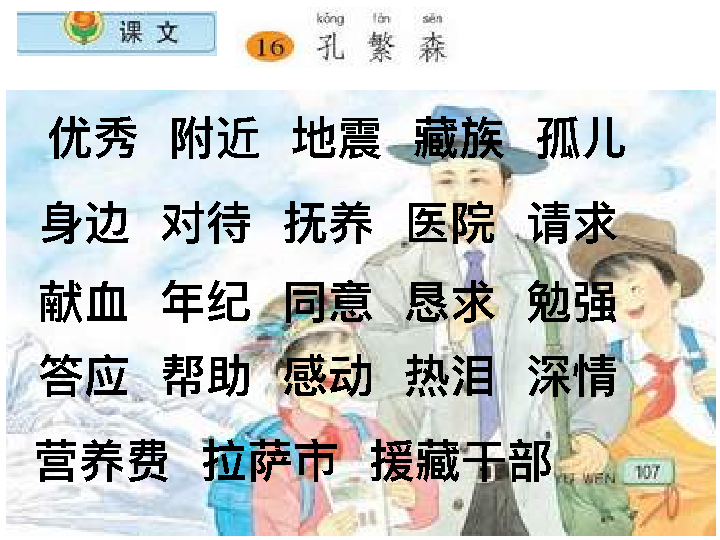 课文
kǒng fán sēn
16 孔繁森
优秀 附近 地震 藏族 孤儿
身边 对待 抚养 医院 请求
献血 年纪 同意 恳求 勉强
答应 帮助 感动 热泪 深情
营养费 拉萨市 援藏干部
YU WEN 107